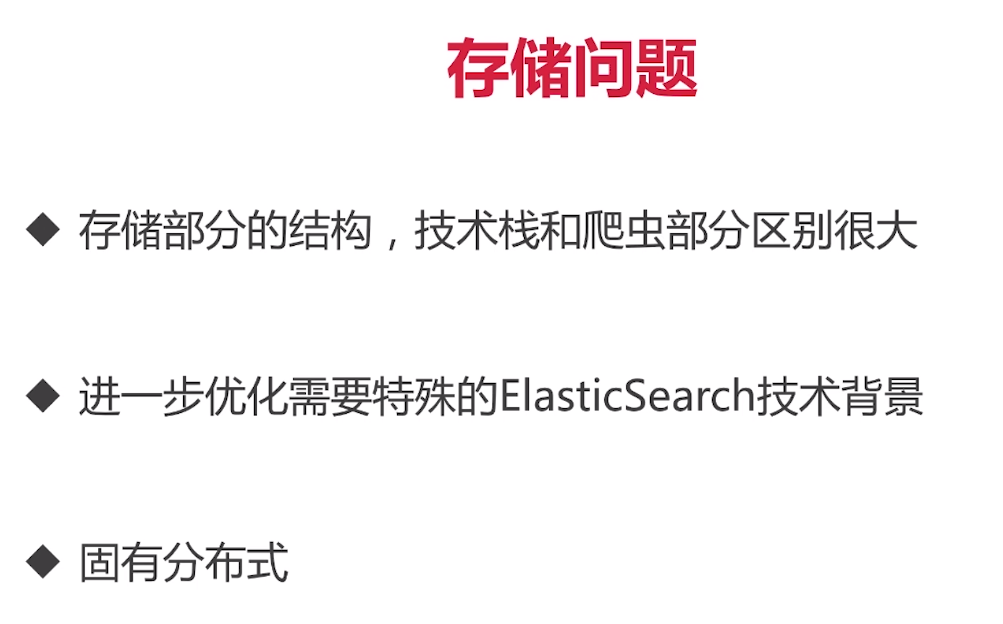 存储问题
◆ 存储部分的结构，技术栈和爬虫部分区别很大
◆ 进一步优化需要特殊的ElasticSearch技术背景
◆ 固有分布式